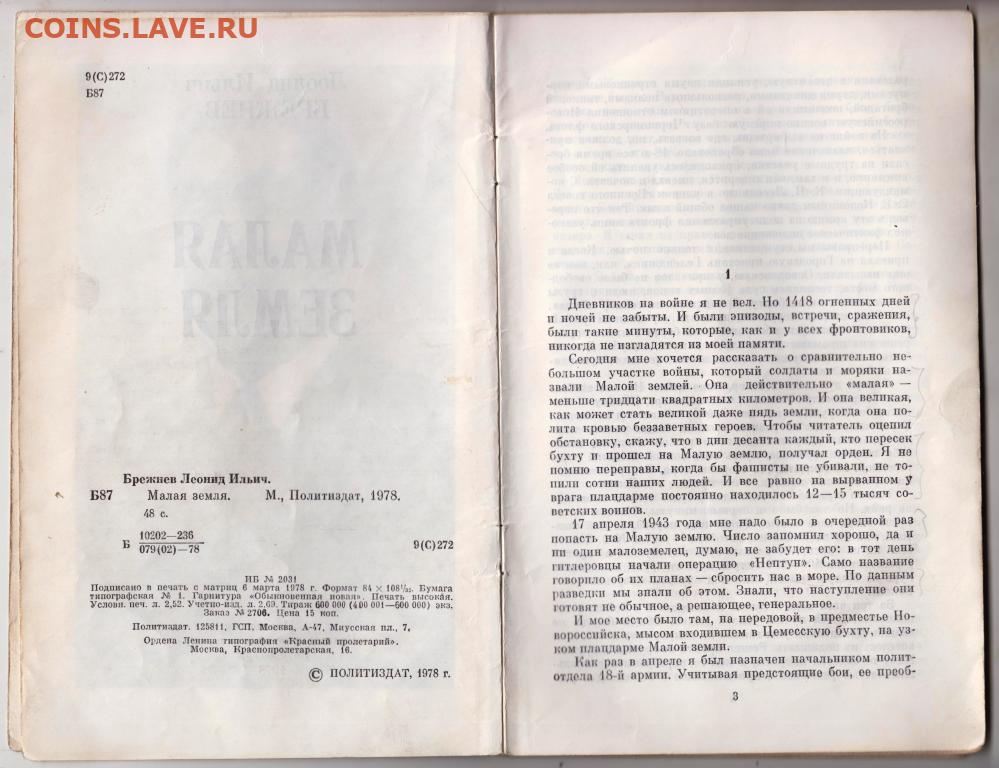 COINS.LAVE.RU
9(С)272
Б87
МАЛАЯ
ЗЕМЛЯ
Брежнев Леонид Ильич.
Б87 Малая земля. М., Политиздат, 1978.
48 с.
Б 10202—236
079(02)—78 9(С)272
ИБ № 2031
Подписано в печать с матриц 6 марта 1978 г. Формат 84 × 108¹/₃₂. Бумага
типографская № 1. Гарнитура «Обыкновенная новая». Печать высокая.
Условн. печ. л. 2,52. Учетно-изд. л. 2,69. Тираж 600 000 (400 001—600 000) экз.
Заказ № 2706. Цена 15 коп.
Политиздат. 125811, ГСП, Москва, А-47, Миусская пл., 7.
Ордена Ленина типография «Красный пролетарий».
Москва, Краснопролетарская, 16.
© ПОЛИТИЗДАТ, 1978 г.
1
Дневников на войне я не вел. Но 1418 огненных дней
и ночей не забыты. И были эпизоды, встречи, сражения,
были такие минуты, которые, как и у всех фронтовиков,
никогда не изгладятся из моей памяти.
Сегодня мне хочется рассказать о сравнительно не-
большом участке войны, который солдаты и моряки на-
звали Малой землей. Она действительно «малая» —
меньше тридцати квадратных километров. И она великая,
как может стать великой даже пядь земли, когда она по-
лита кровью беззаветных героев. Чтобы читатель оценил
обстановку, скажу, что в дни десанта каждый, кто пересек
бухту и прошел на Малую землю, получал орден. Я не
помню переправы, когда бы фашисты не убивали, не то-
пили сотни наших людей. И все равно на вырванном у
врага плацдарме постоянно находилось 12—15 тысяч со-
ветских воинов.
17 апреля 1943 года мне надо было в очередной раз
попасть на Малую землю. Число запомнил хорошо, да и
ни один малоземелец, думаю, не забудет его: в тот день
гитлеровцы начали операцию «Нептун». Само название
говорило об их планах — сбросить нас в море. По данным
разведки мы знали об этом. Знали, что наступление они
готовят не обычное, а решающее, генеральное.
И мое место было там, на передовой, в предместье Но-
вороссийска, мысом входившем в Цемесскую бухту, на уз-
ком плацдарме Малой земли.
Как раз в апреле я был назначен начальником полит-
отдела 18-й армии. Учитывая предстоящие бои, ее преоб-
3